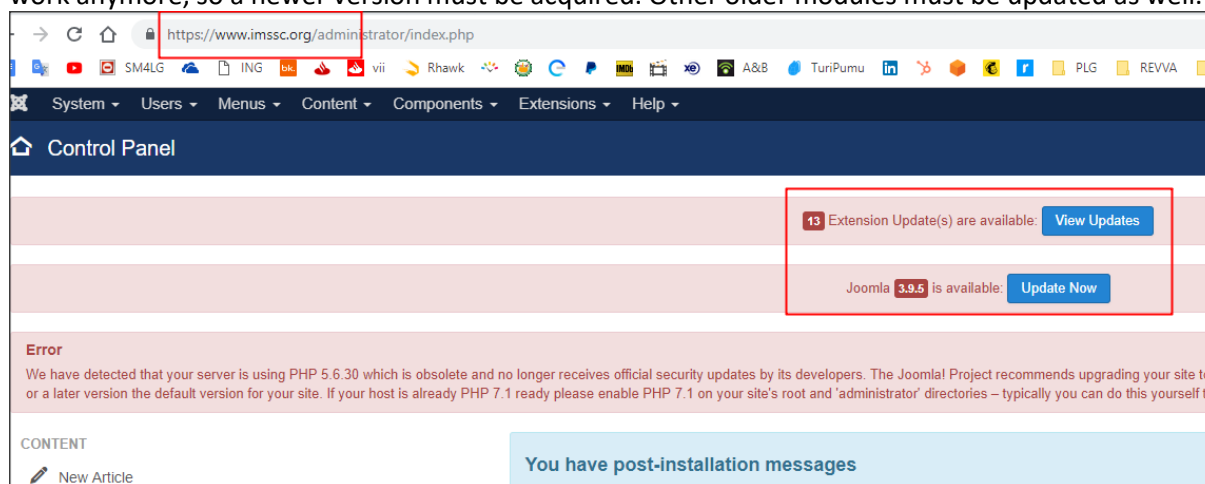 work anymore, so a newer version must be acquired. Other older modules must be updated as well.
https://www.imssc.org/administrator/index.php
SM4LG ING bk. vii Rhawk IMDb xe A&B TuriPumu in r PLG REVVA
System Users Menus Content Components Extensions Help
Control Panel
13 Extension Update(s) are available: View Updates
Joomla 3.9.5 is available: Update Now
Error
We have detected that your server is using PHP 5.6.30 which is obsolete and no longer receives official security updates by its developers. The Joomla! Project recommends upgrading your site to
or a later version the default version for your site. If your host is already PHP 7.1 ready please enable PHP 7.1 on your site's root and 'administrator' directories – typically you can do this yourself
CONTENT
New Article
You have post-installation messages